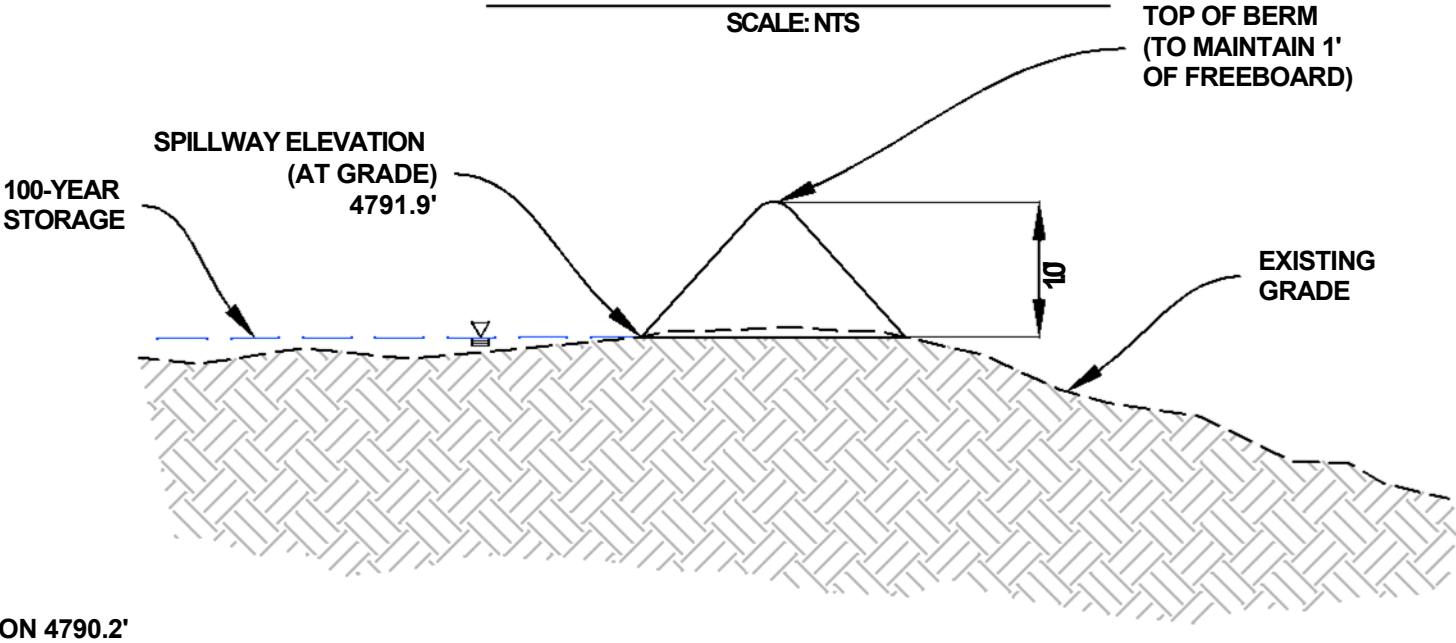 SCALE: NTS
TOP OF BERM
(TO MAINTAIN 1'
OF FREEBOARD)
SPILLWAY ELEVATION
(AT GRADE)
4791.9'
100-YEAR
STORAGE
EXISTING
GRADE
1.0'
ON 4790.2'